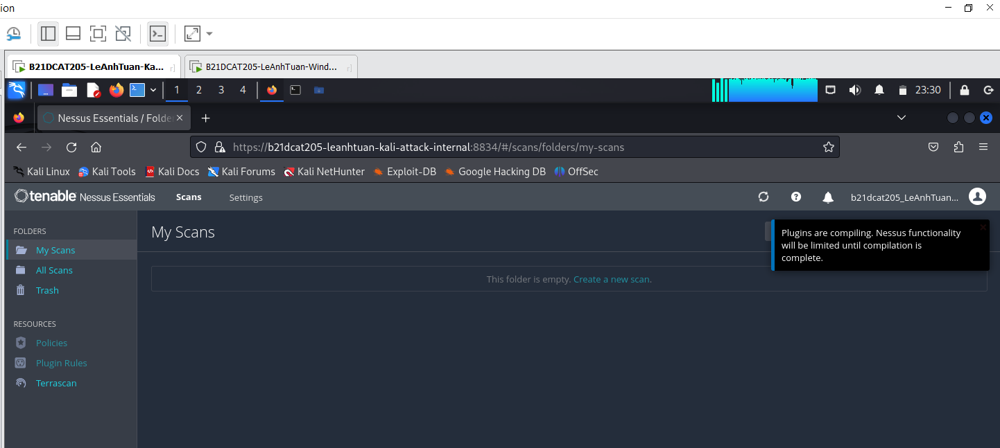 ion
B21DCAT205-LeAnhTuan-Ka...
B21DCAT205-LeAnhTuan-Wind...
1 2 3 4
23:30
Nessus Essentials / Folde
https://b21dcat205-leanhtuan-kali-attack-internal:8834/#/scans/folders/my-scans
Kali Linux Kali Tools Kali Docs Kali Forums Kali NetHunter Exploit-DB Google Hacking DB OffSec
tenable Nessus Essentials Scans Settings b21dcat205_LeAnhTuan...
FOLDERS
My Scans
All Scans
Trash
RESOURCES
Policies
Plugin Rules
Terrascan
My Scans
Plugins are compiling. Nessus functionality
will be limited until compilation is
complete.
This folder is empty. Create a new scan.